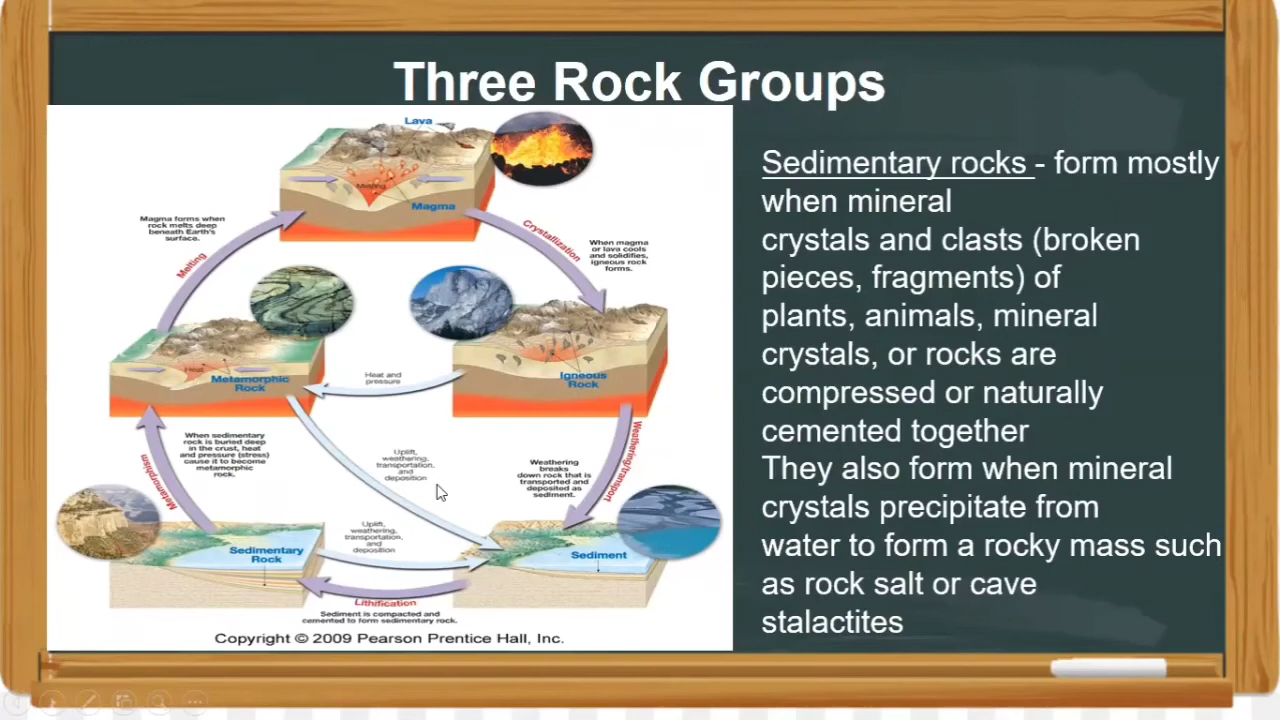 Three Rock Groups
Lava
Melting
Magma
Magma forms when
rock melts deep
beneath Earth's
surface.
Melting
Crystallization
When magma
or lava cools
and solidifies,
igneous rock
forms.
Heat
Metamorphic
Rock
Heat and
pressure
Igneous
Rock
When sedimentary
rock is buried deep
in the crust, heat
and pressure (stress)
cause it to become
metamorphic
rock.
Metamorphism
Uplift,
weathering,
transportation,
and
deposition
Weathering
breaks
down rock that is
transported and
deposited as
sediment.
Weathering/transport
Uplift,
weathering,
transportation,
and
deposition
Sedimentary
Rock
Sediment
Lithification
Sediment is compacted and
cemented to form sedimentary rock.
Copyright © 2009 Pearson Prentice Hall, Inc.
Sedimentary rocks - form mostly
when mineral
crystals and clasts (broken
pieces, fragments) of
plants, animals, mineral
crystals, or rocks are
compressed or naturally
cemented together
They also form when mineral
crystals precipitate from
water to form a rocky mass such
as rock salt or cave
stalactites